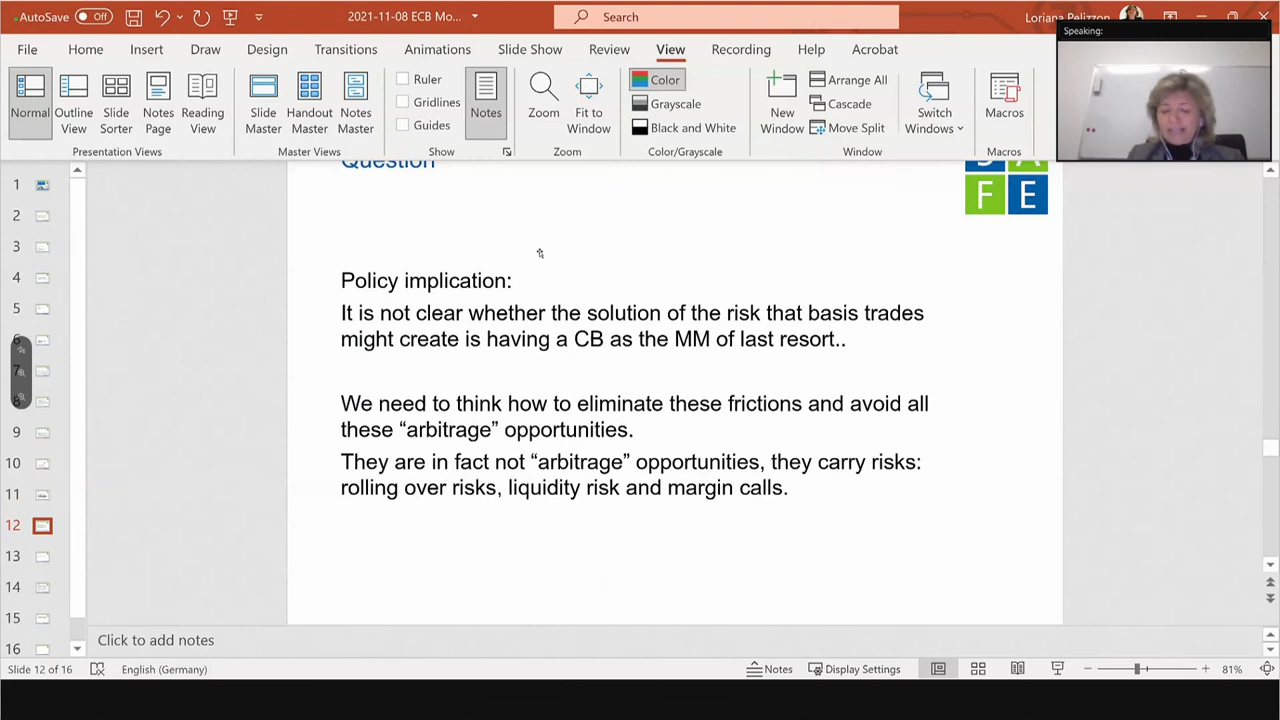 AutoSave Off 2021-11-08 ECB Mo... Search Loriana Pelizzon
File Home Insert Draw Design Transitions Animations Slide Show Review View Recording Help Acrobat
Speaking:
Normal
Outline View
Slide Sorter
Notes Page
Reading View
Presentation Views
Slide Master
Handout Master
Notes Master
Master Views
Ruler
Gridlines
Guides
Notes
Show
Zoom
Fit to Window
Zoom
Color
Grayscale
Black and White
Color/Grayscale
New Window
Arrange All
Cascade
Move Split
Switch Windows
Window
Macros
Macros
1
2
3
4
5
6
7
8
9
10
11
12
13
14
15
16
Question
F E
Policy implication:
It is not clear whether the solution of the risk that basis trades
might create is having a CB as the MM of last resort..
We need to think how to eliminate these frictions and avoid all
these “arbitrage” opportunities.
They are in fact not “arbitrage” opportunities, they carry risks:
rolling over risks, liquidity risk and margin calls.
Click to add notes
Slide 12 of 16 English (Germany) Notes Display Settings 81%